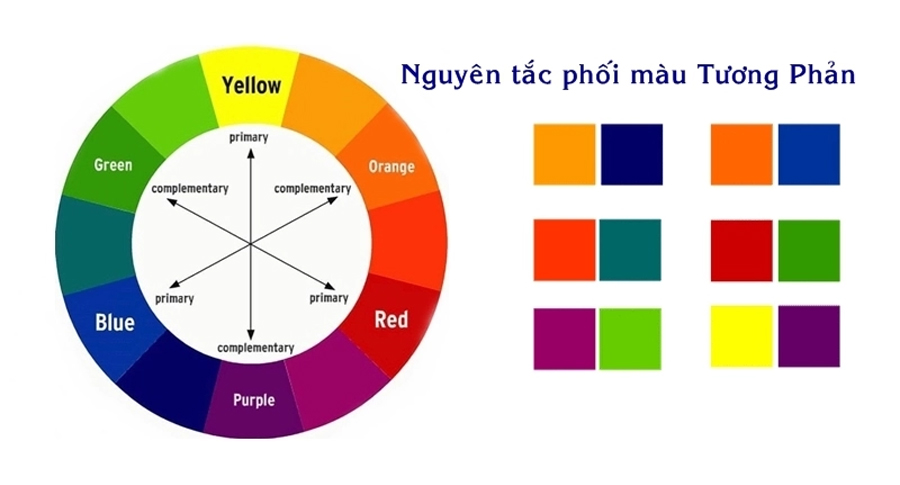 Nguyên tắc phối màu Tương Phản
Yellow
primary
Green
Orange
complementary
complementary
primary
primary
Blue
Red
complementary
Purple